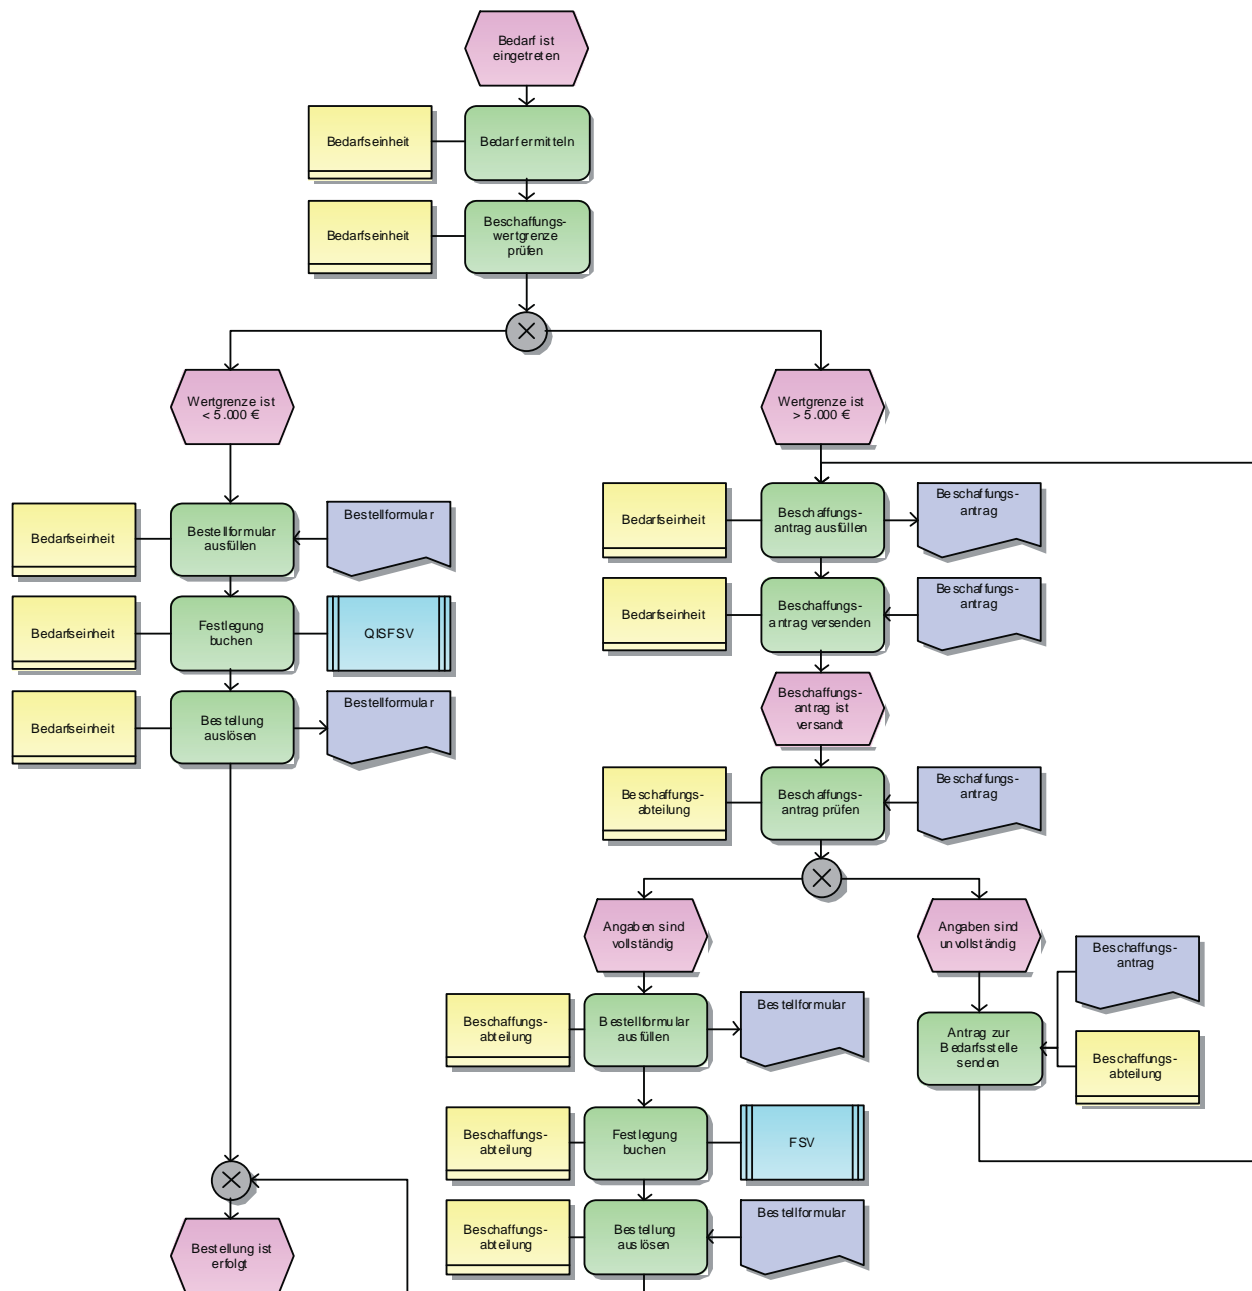 Bedarf ist
eingetreten
Bedarfseinheit
Bedarf ermitteln
Bedarfseinheit
Beschaffungs-
wertgrenze
prüfen
Wertgrenze ist
< 5.000 €
Wertgrenze ist
> 5.000 €
Bedarfseinheit
Bestellformular
ausfüllen
Bestellformular
Bedarfseinheit
Festlegung
buchen
QISFSV
Bedarfseinheit
Bestellung
auslösen
Bestellformular
Bedarfseinheit
Beschaffungs-
antrag ausfüllen
Beschaffungs-
antrag
Bedarfseinheit
Beschaffungs-
antrag versenden
Beschaffungs-
antrag
Beschaffungs-
antrag ist
versandt
Beschaffungs-
abteilung
Beschaffungs-
antrag prüfen
Beschaffungs-
antrag
Angaben sind
vollständig
Angaben sind
unvollständig
Beschaffungs-
antrag
Beschaffungs-
abteilung
Bestellformular
ausfüllen
Bestellformular
Antrag zur
Bedarfsstelle
senden
Beschaffungs-
abteilung
Beschaffungs-
abteilung
Festlegung
buchen
FSV
Beschaffungs-
abteilung
Bestellung
auslösen
Bestellformular
Bestellung ist
erfolgt